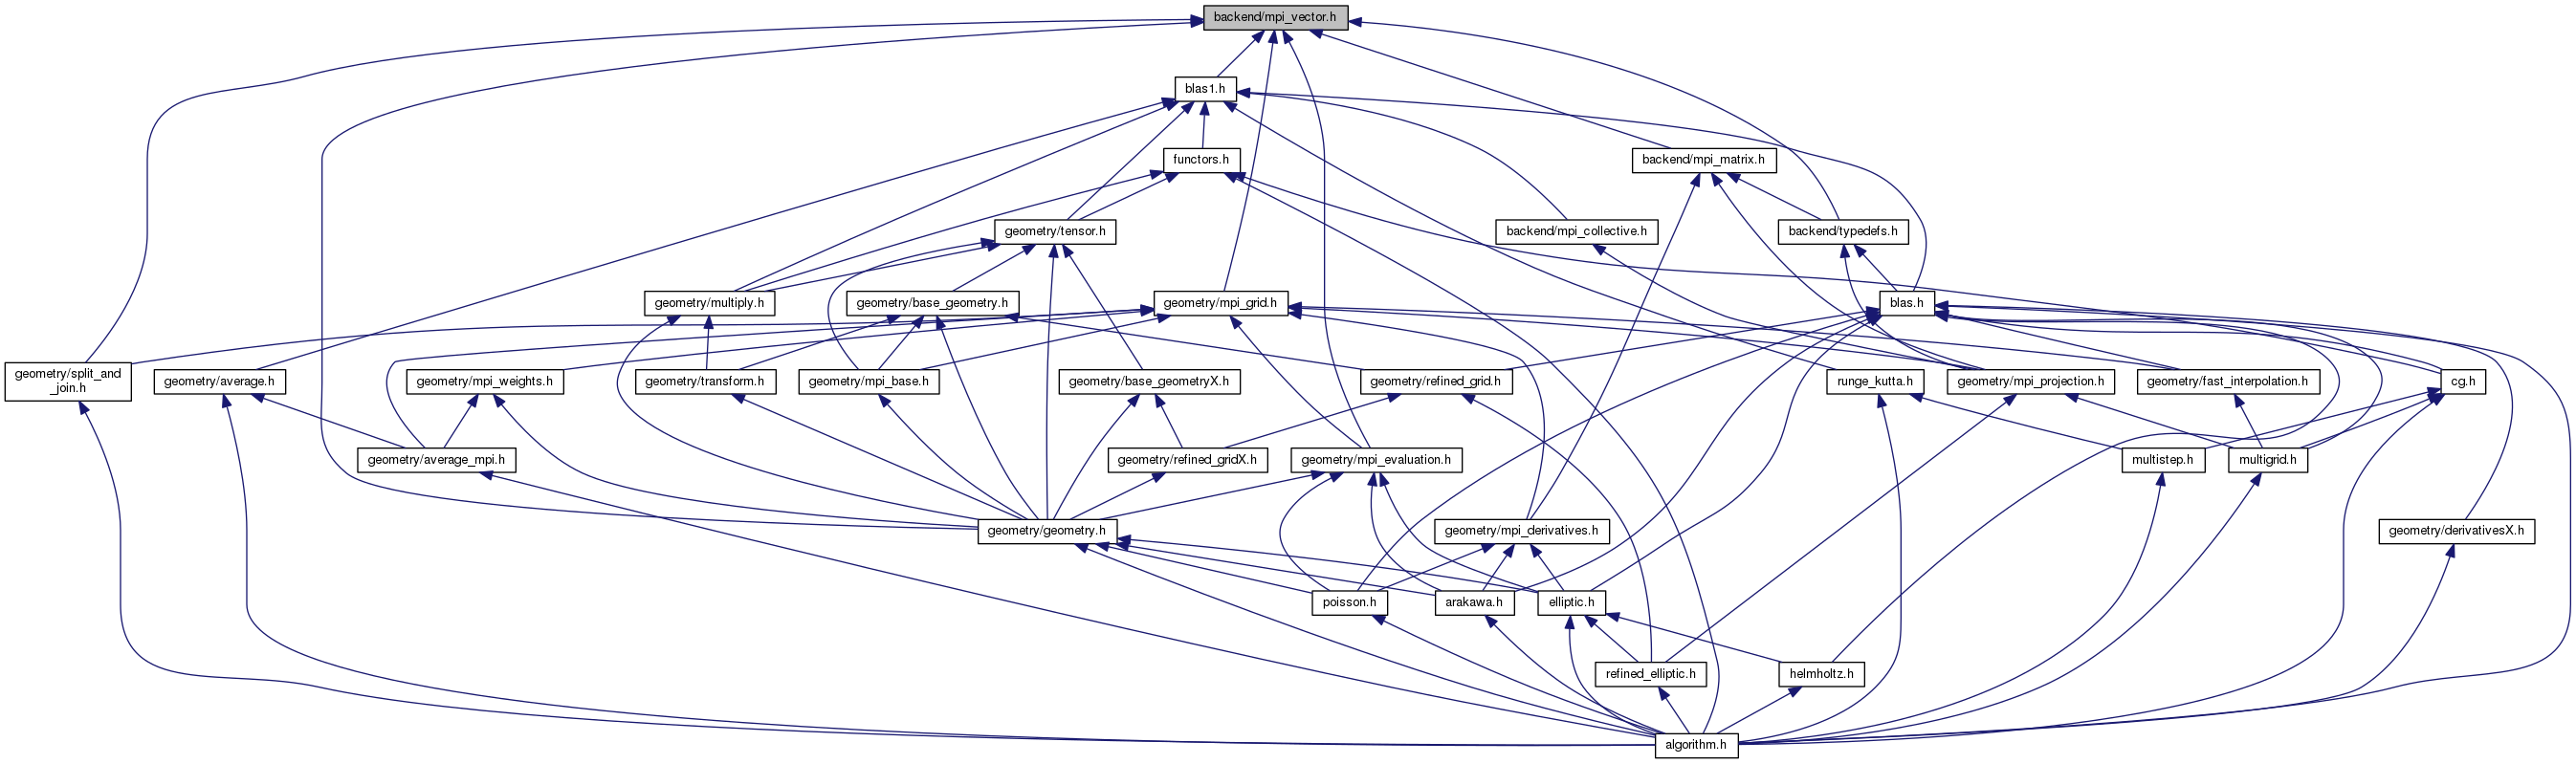 backend/mpi_vector.h
blas1.h
functors.h
backend/mpi_matrix.h
geometry/tensor.h
backend/mpi_collective.h
backend/typedefs.h
geometry/multiply.h
geometry/base_geometry.h
geometry/mpi_grid.h
blas.h
geometry/split_and
_join.h
geometry/average.h
geometry/mpi_weights.h
geometry/transform.h
geometry/mpi_base.h
geometry/base_geometryX.h
geometry/refined_grid.h
runge_kutta.h
geometry/mpi_projection.h
geometry/fast_interpolation.h
cg.h
geometry/average_mpi.h
geometry/refined_gridX.h
geometry/mpi_evaluation.h
multistep.h
multigrid.h
geometry/geometry.h
geometry/mpi_derivatives.h
geometry/derivativesX.h
poisson.h
arakawa.h
elliptic.h
refined_elliptic.h
helmholtz.h
algorithm.h